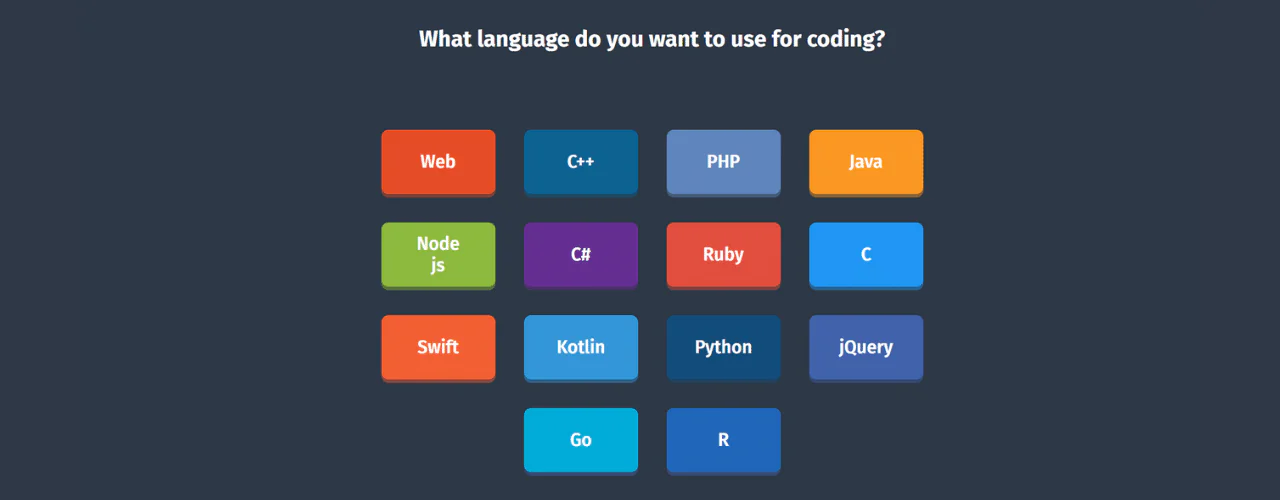 What language do you want to use for coding?
Web
C++
PHP
Java
Node
js
C#
Ruby
C
Swift
Kotlin
Python
jQuery
Go
R